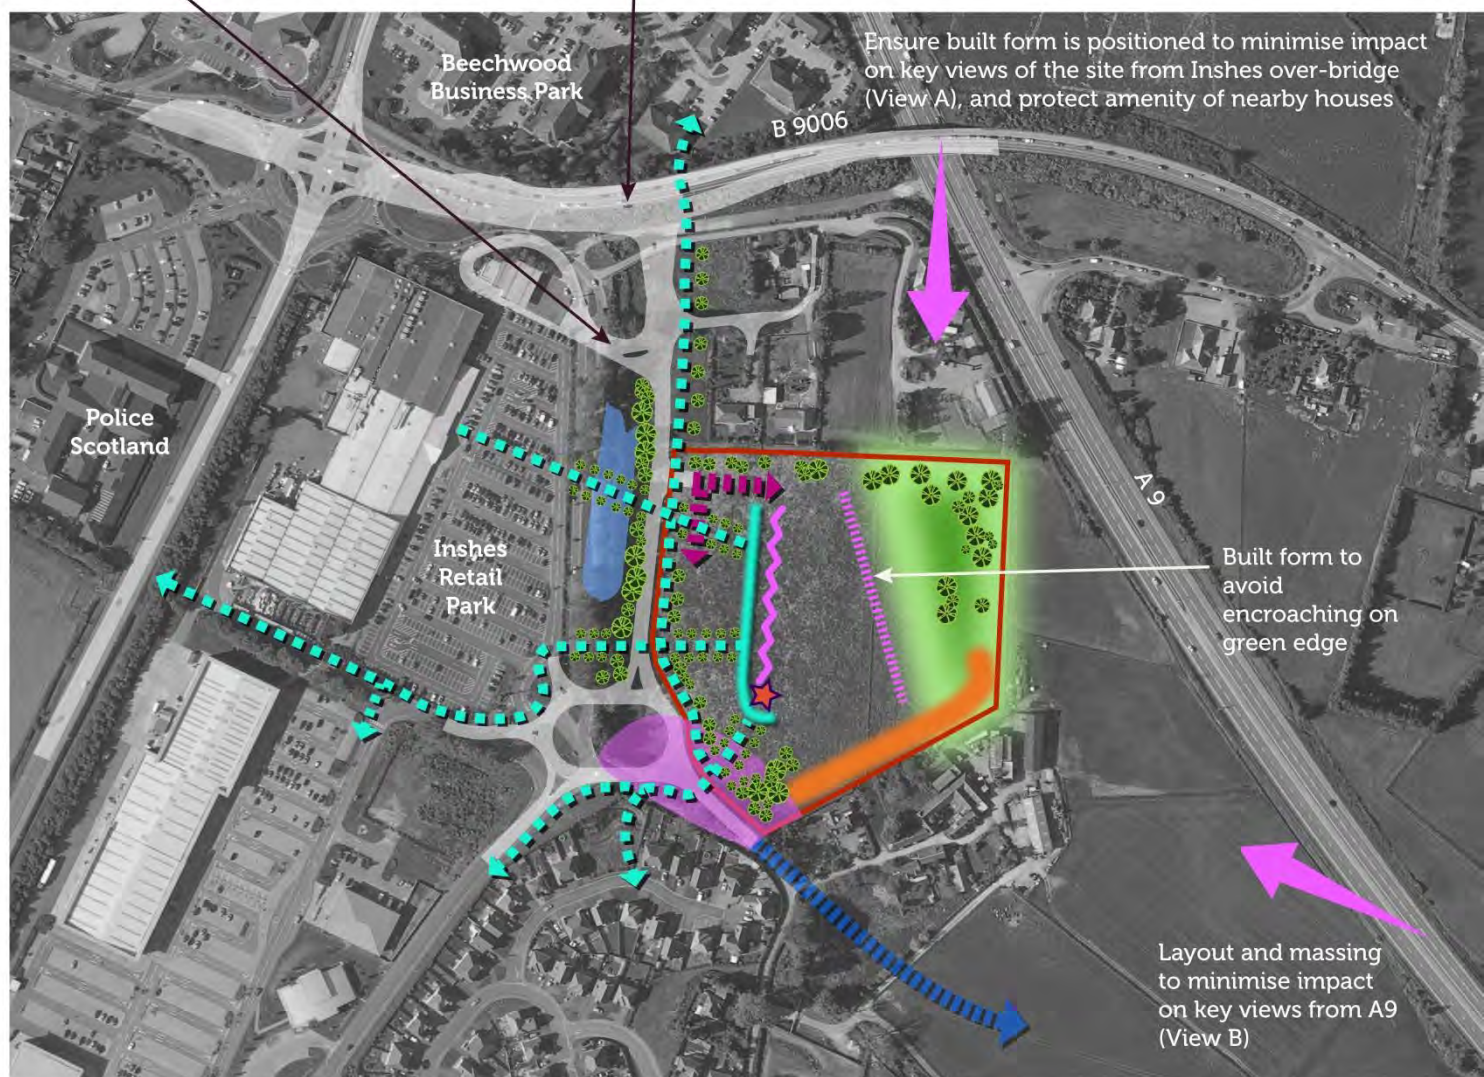 Ensure built form is positioned to minimise impact
on key views of the site from Inshes over-bridge
(View A), and protect amenity of nearby houses
Beechwood
Business Park
B 9006
Police
Scotland
A 9
Inshes
Retail
Park
Built form to
avoid
encroaching on
green edge
Layout and massing
to minimise impact
on key views from A9
(View B)